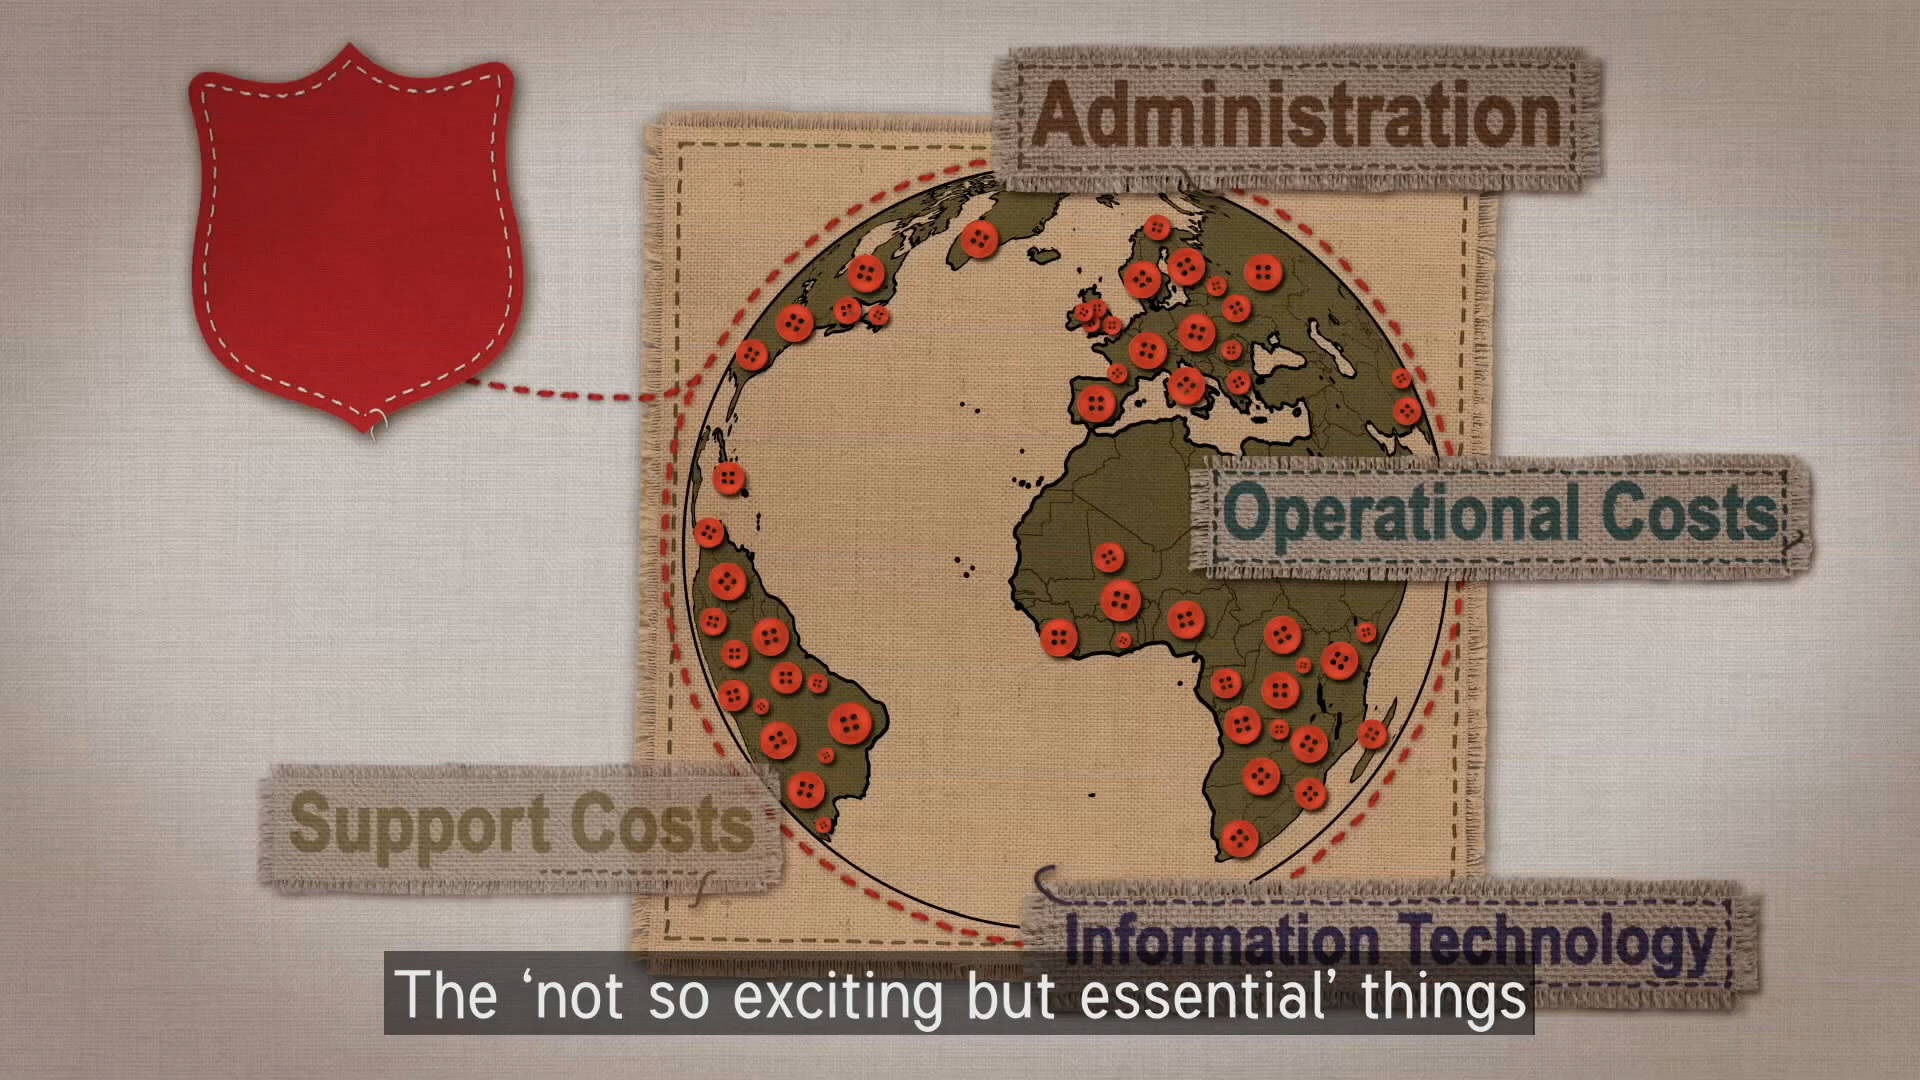 Administration
Operational Costs
Support Costs
Information Technology
The ‘not so exciting but essential’ things